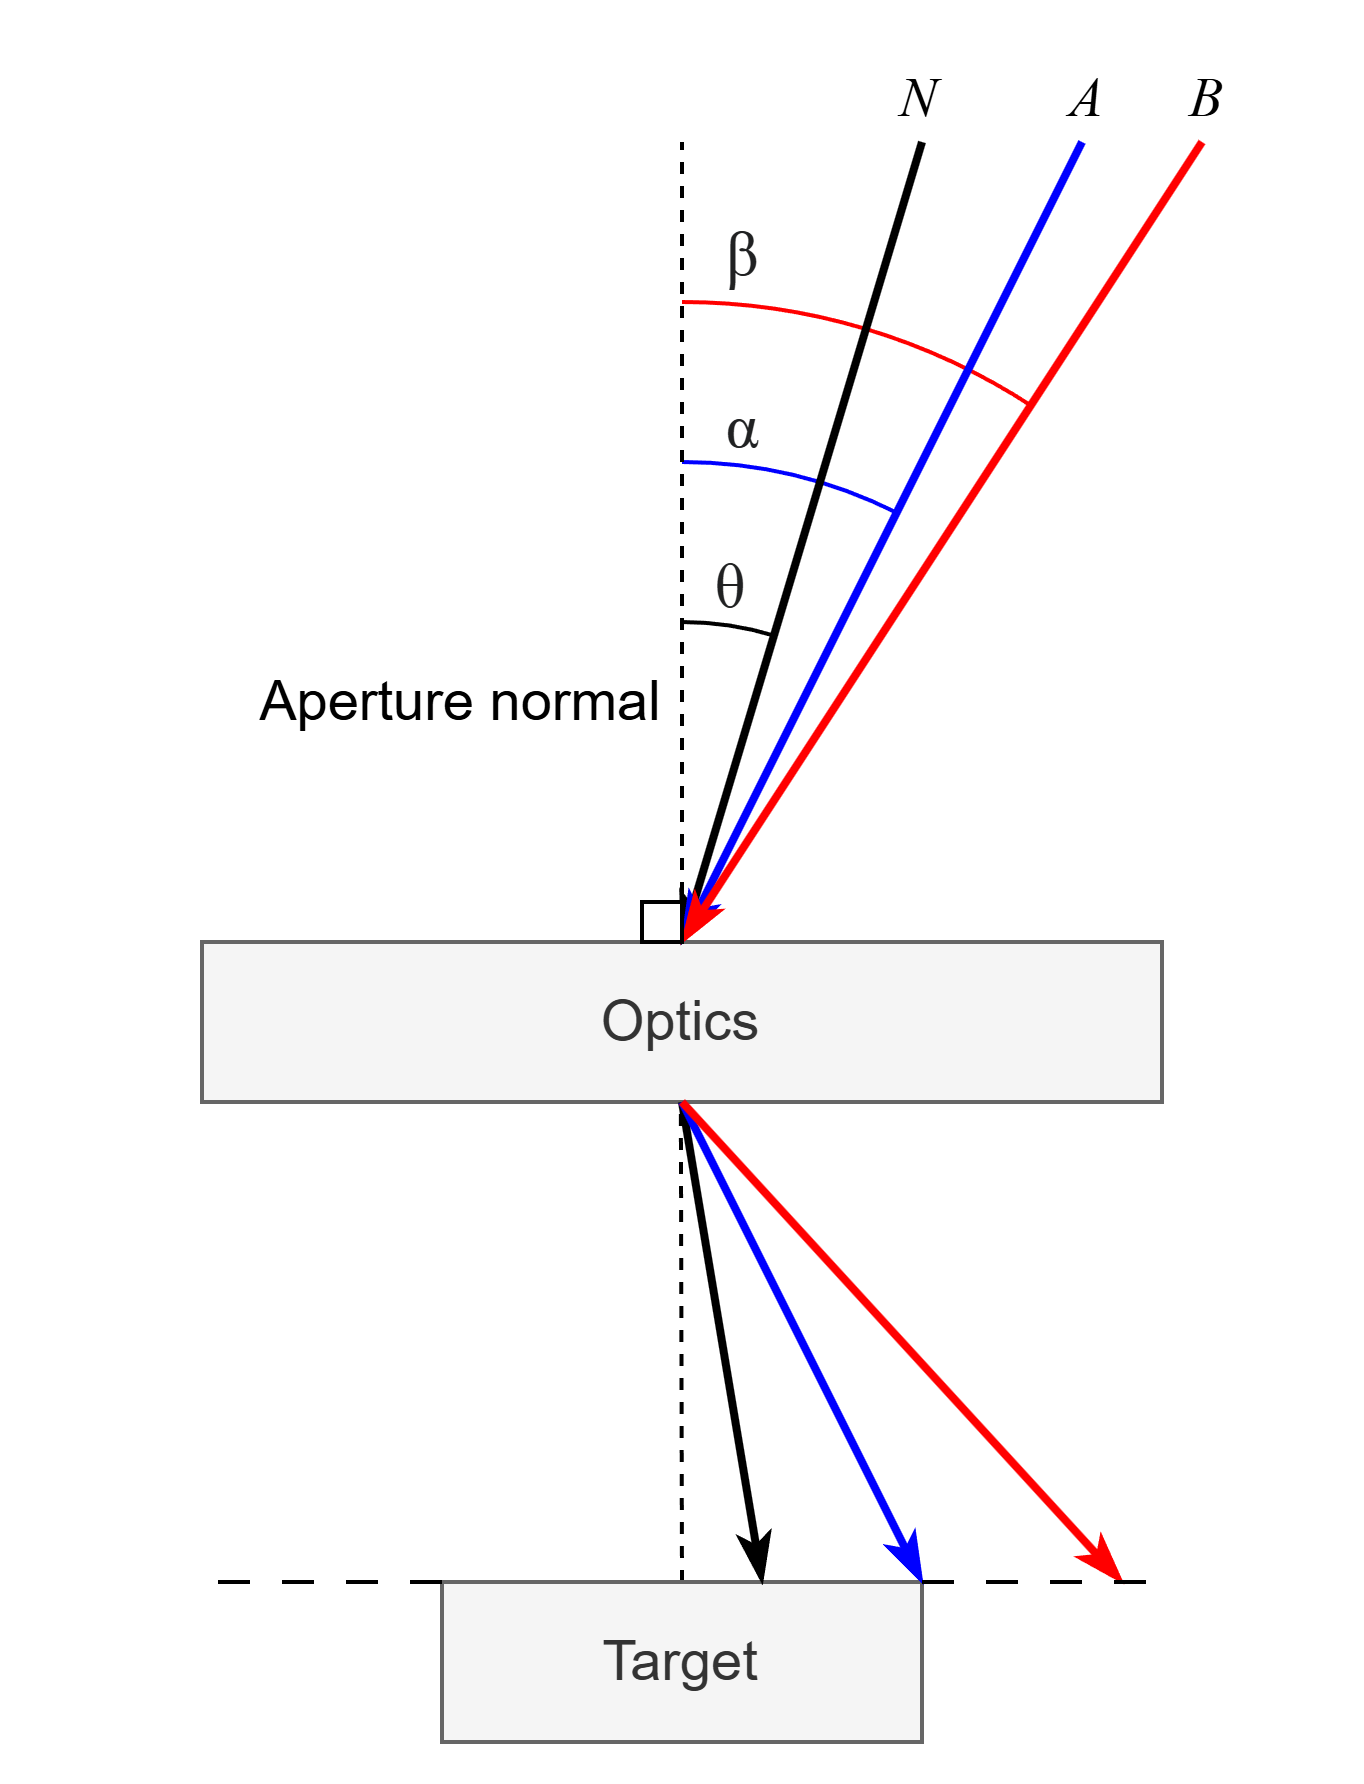 N A B
β
α
θ
Aperture normal
Optics
Target